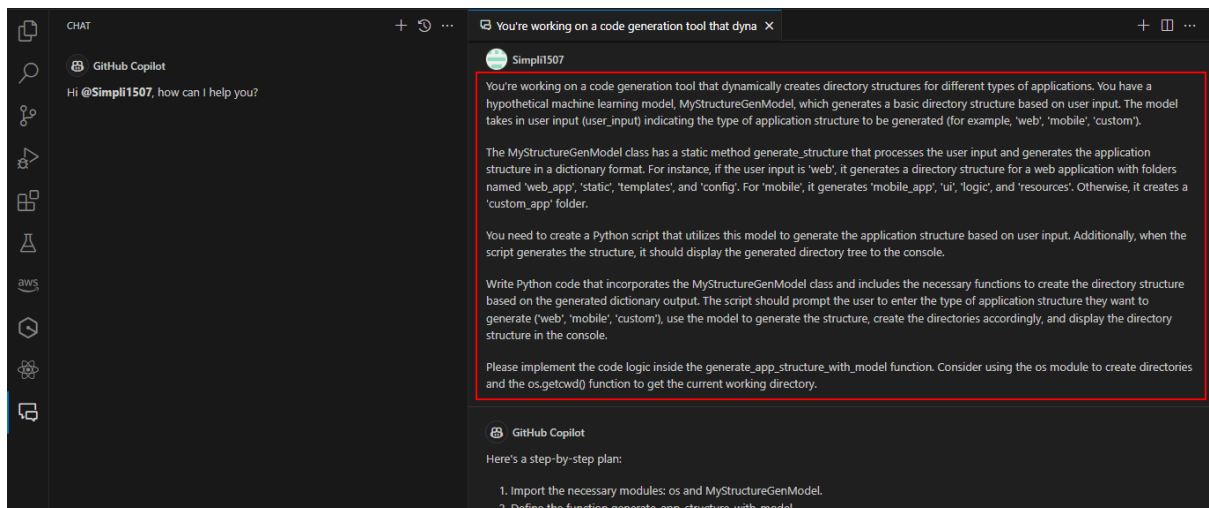 CHAT
GitHub Copilot
Hi @Simpli1507, how can I help you?
aws
You're working on a code generation tool that dyna
Simpli1507
You're working on a code generation tool that dynamically creates directory structures for different types of applications. You have a
hypothetical machine learning model, MyStructureGenModel, which generates a basic directory structure based on user input. The model
takes in user input (user_input) indicating the type of application structure to be generated (for example, 'web', 'mobile', 'custom').
The MyStructureGenModel class has a static method generate_structure that processes the user input and generates the application
structure in a dictionary format. For instance, if the user input is 'web', it generates a directory structure for a web application with folders
named 'web_app', 'static', 'templates', and 'config'. For 'mobile', it generates 'mobile_app', 'ui', 'logic', and 'resources'. Otherwise, it creates a
'custom_app' folder.
You need to create a Python script that utilizes this model to generate the application structure based on user input. Additionally, when the
script generates the structure, it should display the generated directory tree to the console.
Write Python code that incorporates the MyStructureGenModel class and includes the necessary functions to create the directory structure
based on the generated dictionary output. The script should prompt the user to enter the type of application structure they want to
generate ('web', 'mobile', 'custom'), use the model to generate the structure, create the directories accordingly, and display the directory
structure in the console.
Please implement the code logic inside the generate_app_structure_with_model function. Consider using the os module to create directories
and the os.getcwd() function to get the current working directory.
GitHub Copilot
Here's a step-by-step plan:
1. Import the necessary modules: os and MyStructureGenModel.
2. Define the function generate_app_structure_with_model.